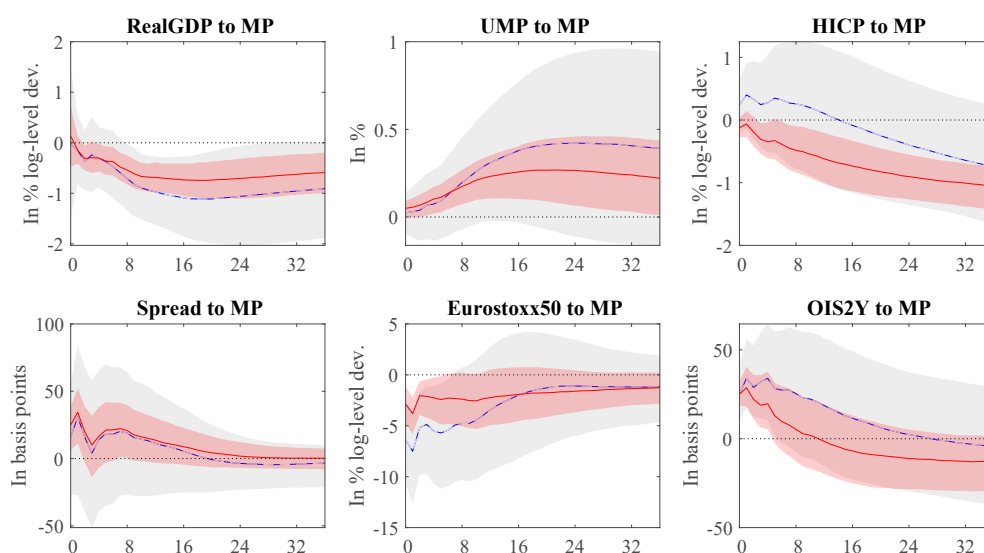 RealGDP to MP
UMP to MP
HICP to MP
In % log-level dev.
2
1
0
-1
-2
0 8 16 24 32
In %
1
0.5
0
0 8 16 24 32
In % log-level dev.
1
0
-1
-2
0 8 16 24 32
Spread to MP
Eurostoxx50 to MP
OIS2Y to MP
In basis points
100
50
0
-50
0 8 16 24 32
In % log-level dev.
5
0
-5
-10
-15
0 8 16 24 32
In basis points
50
0
-50
0 8 16 24 32